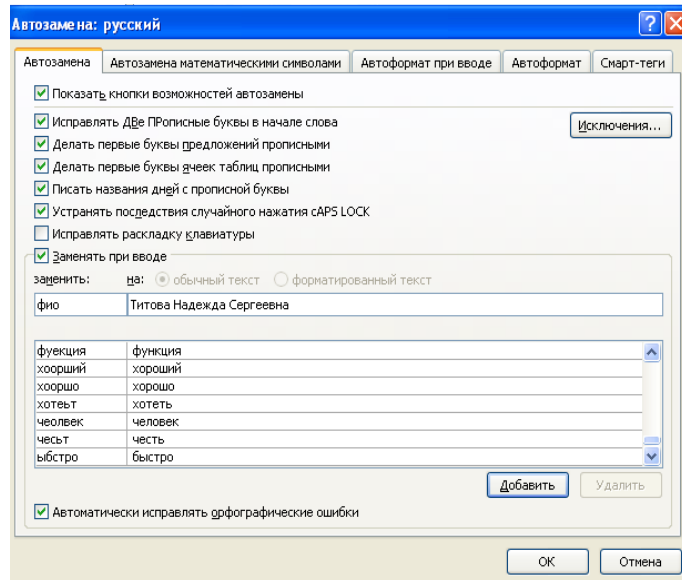 Автозамена: русский
Автозамена Автозамена математическими символами Автоформат при вводе Автоформат Смарт-теги
Показать кнопки возможностей автозамены
Исправлять ДВе ПРописные буквы в начале слова
Исключения...
Делать первые буквы предложений прописными
Делать первые буквы ячеек таблиц прописными
Писать названия дней с прописной буквы
Устранять последствия случайного нажатия cAPS LOCK
Исправлять раскладку клавиатуры
Заменять при вводе
заменить: на: обычный текст форматированный текст
фио Титова Надежда Сергеевна
фуекция функция
хоорший хороший
хооршо хорошо
хотеьт хотеть
чеолвек человек
чесьт честь
ыбстро быстро
Добавить Удалить
Автоматически исправлять орфографические ошибки
ОК Отмена